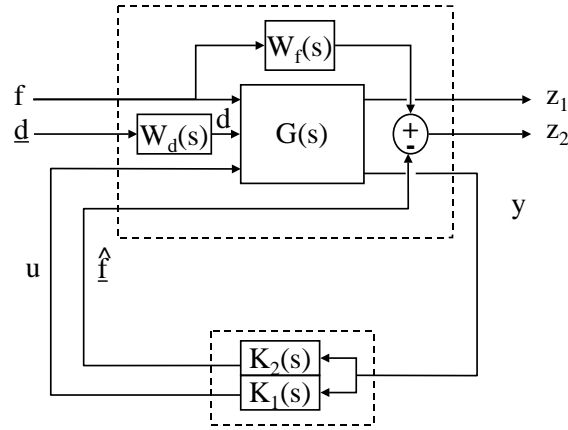 W_f(s)
f
z_1
d
W_d(s)
d
G(s)
+
-
z_2
y
u
^
f
K_2(s)
K_1(s)